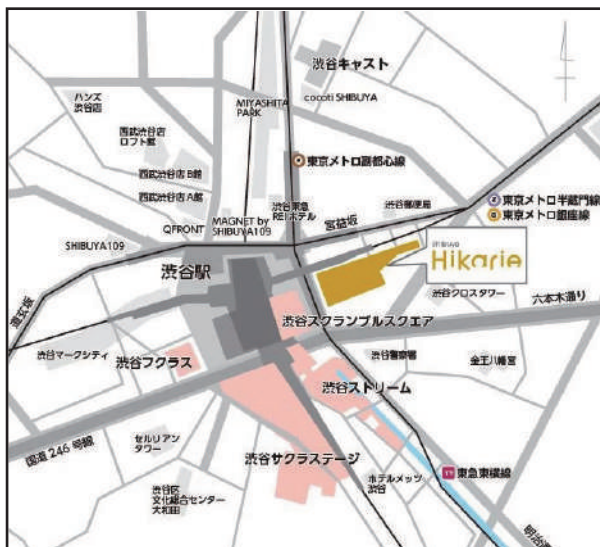 渋谷キャスト
cocoti SHIBUYA
ハンズ
渋谷店
MIYASHITA
PARK
西武渋谷店
ロフト館
西武渋谷店 B館
西武渋谷店 A館
東京メトロ副都心線
渋谷東急
REIホテル
MAGNET by
SHIBUYA109
QFRONT
宮益坂
渋谷郵便局
Z 東京メトロ半蔵門線
G 東京メトロ銀座線
SHIBUYA109
渋谷駅
shibuya
Hikarie
渋谷クロスタワー
六本木通り
道玄坂
渋谷スクランブルスクエア
渋谷マークシティ
渋谷フクラス
渋谷警察署
金王八幡宮
渋谷ストリーム
国道 246 号線
セルリアン
タワー
渋谷サクラステージ
渋谷区
文化総合センター
大和田
ホテルメッツ
渋谷
TY 東急東横線
明治通